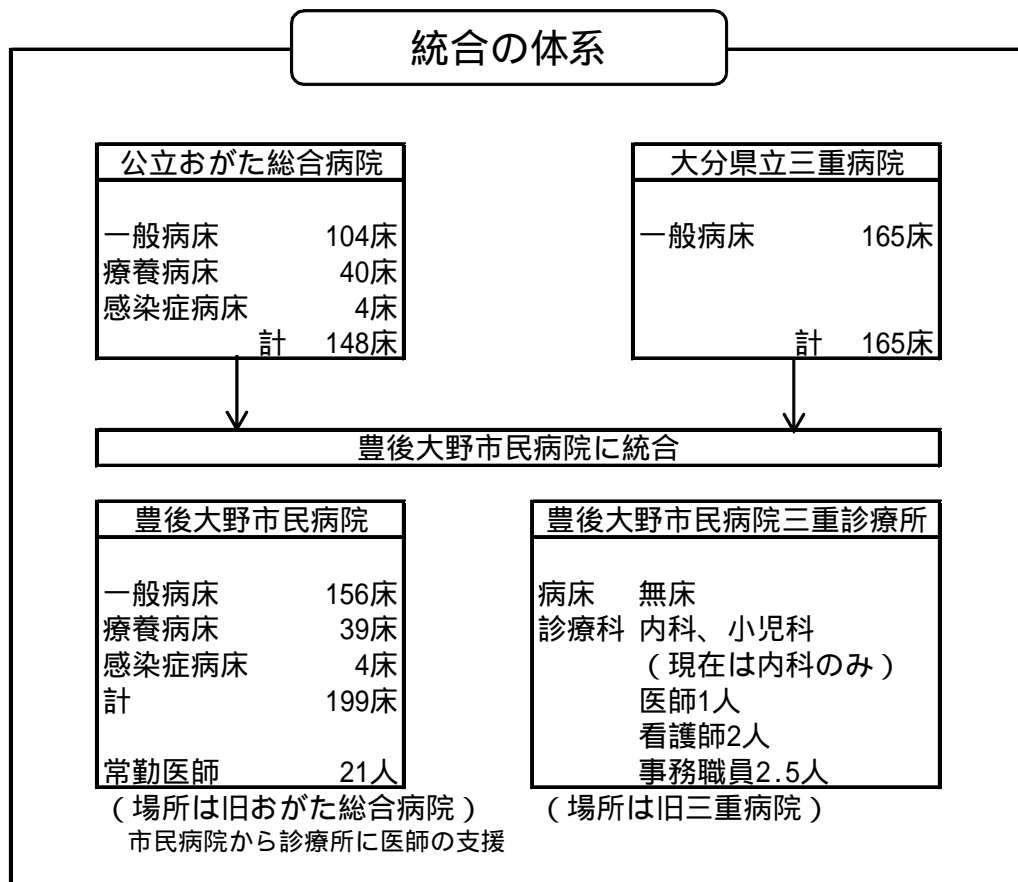 統合の体系
公立おがた総合病院
一般病床 104床
療養病床 40床
感染症病床 4床
計 148床
大分県立三重病院
一般病床 165床
計 165床
豊後大野市民病院に統合
豊後大野市民病院
一般病床 156床
療養病床 39床
感染症病床 4床
計 199床
常勤医師 21人
(場所は旧おがた総合病院)
市民病院から診療所に医師の支援
豊後大野市民病院三重診療所
病床 無床
診療科 内科、小児科
(現在は内科のみ)
医師1人
看護師2人
事務職員2.5人
(場所は旧三重病院)